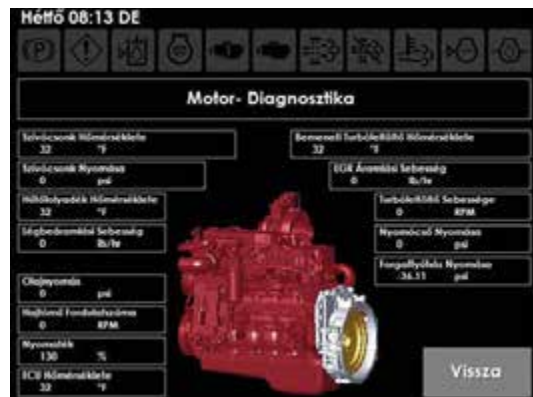 Hétfő 08:13 DE
Motor- Diagnosztika
Szívócsonk Hőmérséklete
32 °F
Bemeneti Turbófeltöltő Hőmérséklete
32 °F
Szívócsonk Nyomása
0 psi
EGR Áramlási Sebesség
0 lb/hr
Hűtőfolyadék Hőmérséklete
32 °F
Turbófeltöltő Sebessége
0 RPM
Légbeáramlási Sebesség
0 lb/hr
Nyomócső Nyomása
0 psi
Nyomása
-36.11 psi
Olajnyomás
0 psi
Hajtómű Fordulatszáma
0 RPM
Nyomaték
130 %
ECU Hőmérséklete
32 °F
Vissza